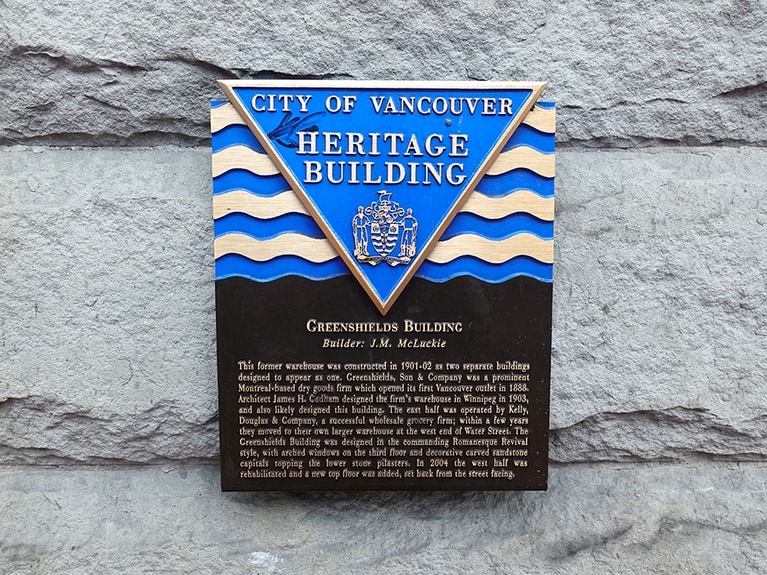 CITY OF VANCOUVER
HERITAGE
BUILDING
GREENSHIELDS BUILDING
Builder: J.M. McLuckie
This former warehouse was constructed in 1901-02 as two separate buildings
designed to appear as one. Greenshields, Son & Company was a prominent
Montreal-based dry goods firm which opened its first Vancouver outlet in 1888.
Architect James H. Cadham designed the firm's warehouse in Winnipeg in 1903,
and also likely designed this building. The east half was operated by Kelly,
Douglas & Company, a successful wholesale grocery firm; within a few years
they moved to their own larger warehouse at the west end of Water Street. The
Greenshields Building was designed in the commanding Romanesque Revival
style, with arched windows on the third floor and decorative carved sandstone
capitals topping the lower stone pilasters. In 2004 the west half was
rehabilitated and a new top floor was added, set back from the street facing.